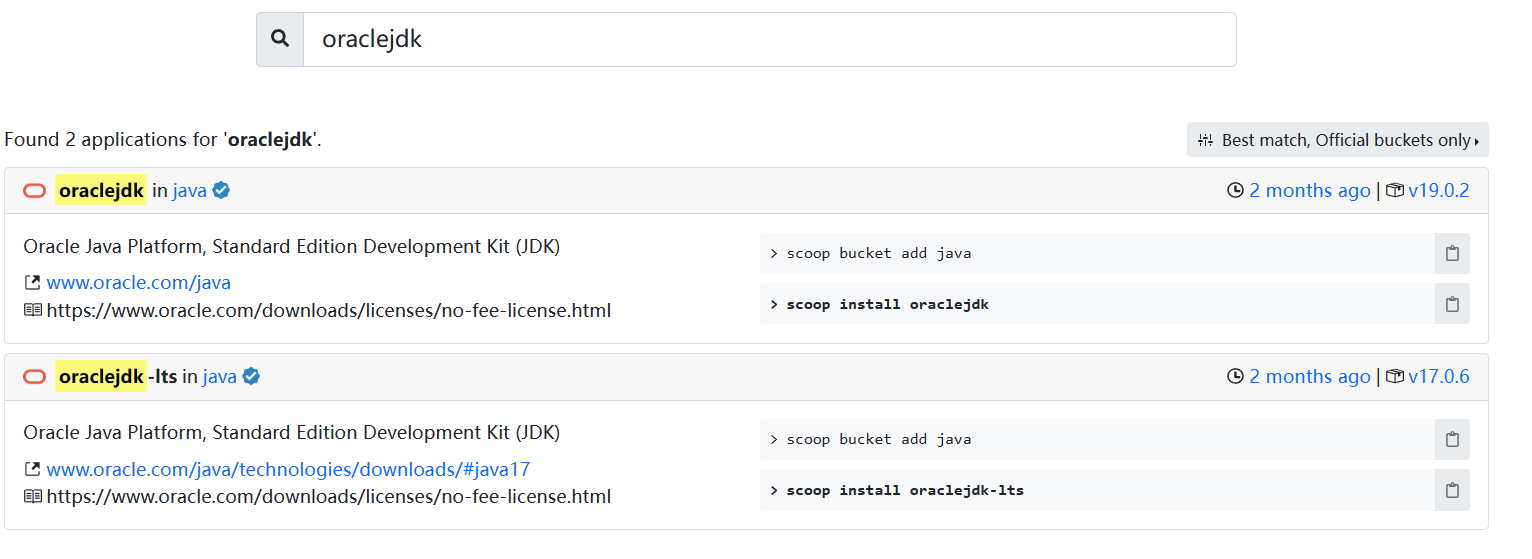 oraclejdk
Found 2 applications for 'oraclejdk'.
Best match, Official buckets only
oraclejdk in java
2 months ago | v19.0.2
Oracle Java Platform, Standard Edition Development Kit (JDK)
www.oracle.com/java
https://www.oracle.com/downloads/licenses/no-fee-license.html
> scoop bucket add java
> scoop install oraclejdk
oraclejdk-lts in java
2 months ago | v17.0.6
Oracle Java Platform, Standard Edition Development Kit (JDK)
www.oracle.com/java/technologies/downloads/#java17
https://www.oracle.com/downloads/licenses/no-fee-license.html
> scoop bucket add java
> scoop install oraclejdk-lts